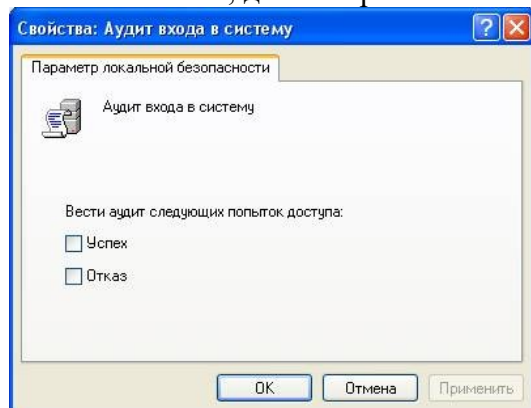 Свойства: Аудит входа в систему
Параметр локальной безопасности
Аудит входа в систему
Вести аудит следующих попыток доступа:
Успех
Отказ
OK Отмена Применить